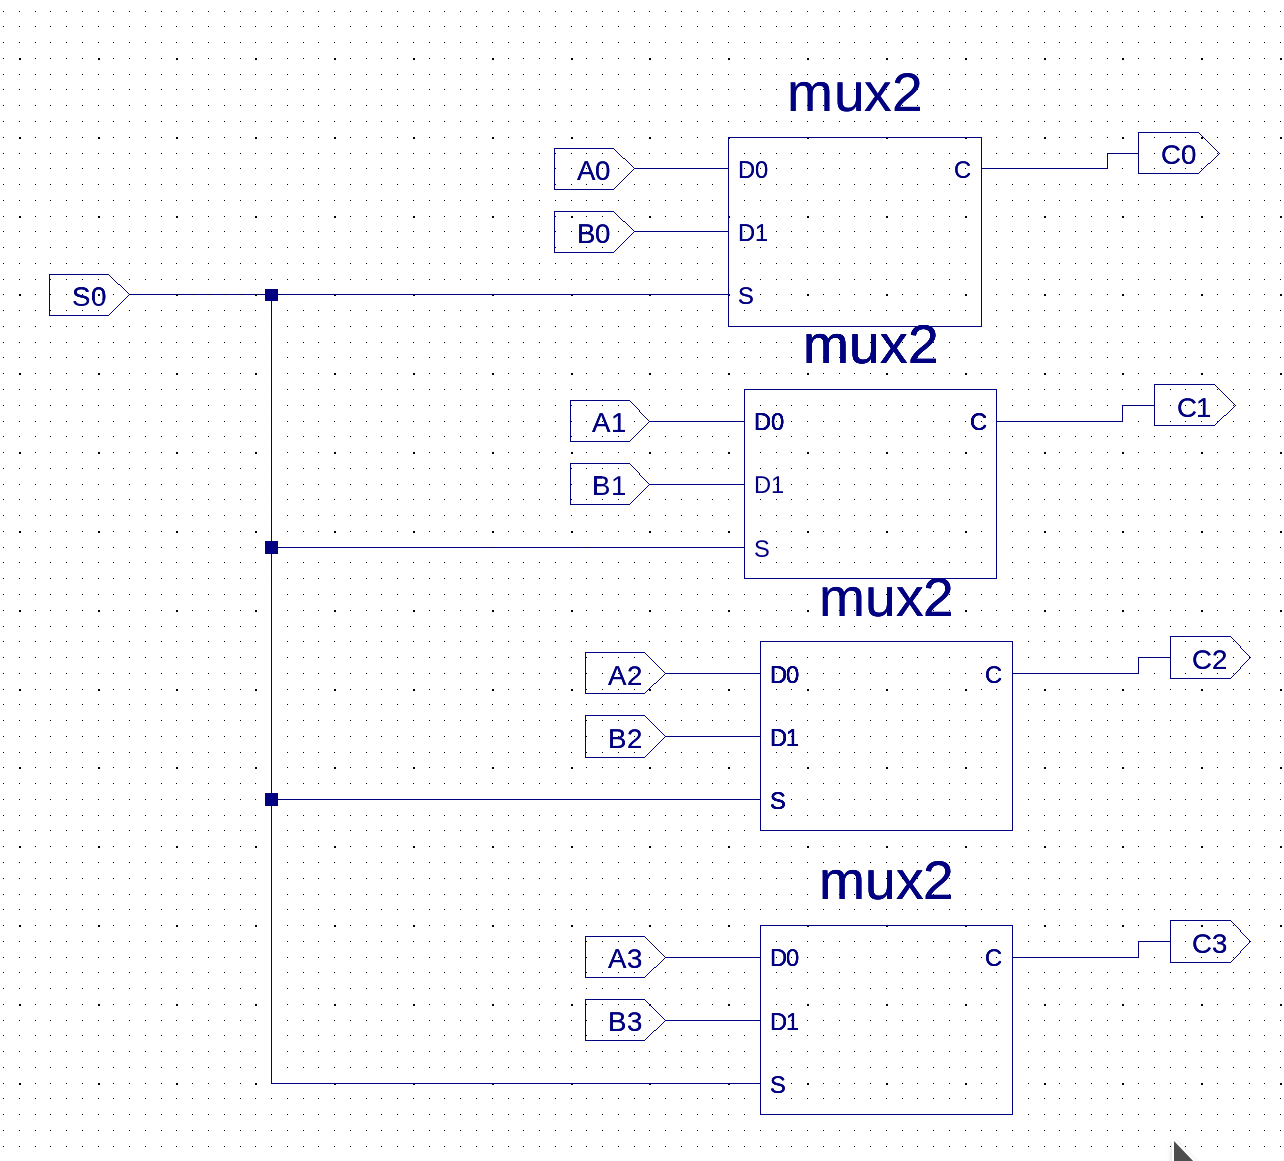 mux2
A0 D0 C C0
B0 D1
S0 S
mux2
A1 D0 C C1
B1 D1
S
mux2
A2 D0 C C2
B2 D1
S
mux2
A3 D0 C C3
B3 D1
S